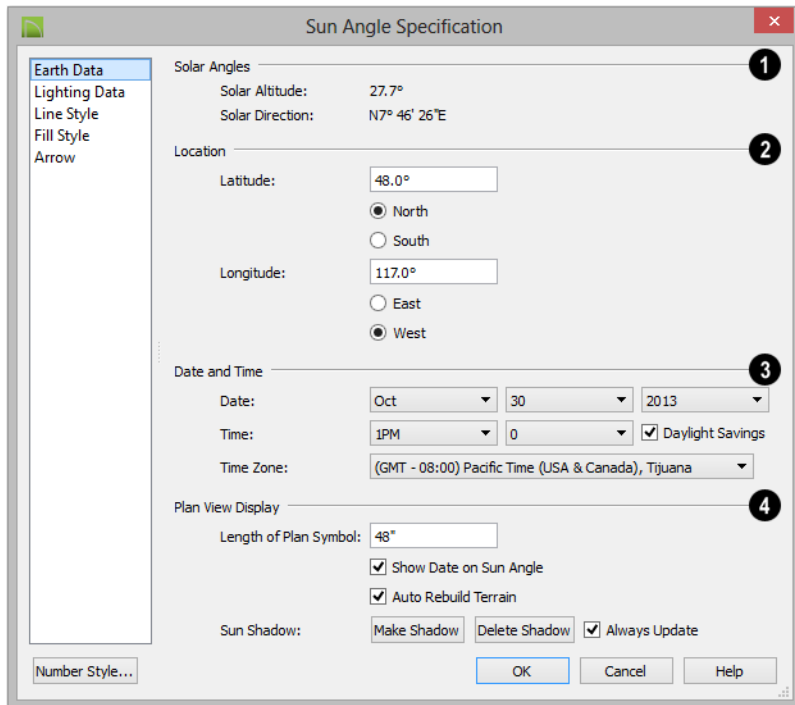 Sun Angle Specification
Earth Data
Lighting Data
Line Style
Fill Style
Arrow
Solar Angles 1
Solar Altitude: 27.7°
Solar Direction: N7° 46' 26"E
Location 2
Latitude: 48.0°
North
South
Longitude: 117.0°
East
West
Date and Time 3
Date: Oct 30 2013
Time: 1PM 0 Daylight Savings
Time Zone: (GMT - 08:00) Pacific Time (USA & Canada), Tijuana
Plan View Display 4
Length of Plan Symbol: 48"
Show Date on Sun Angle
Auto Rebuild Terrain
Sun Shadow: Make Shadow Delete Shadow Always Update
Number Style... OK Cancel Help